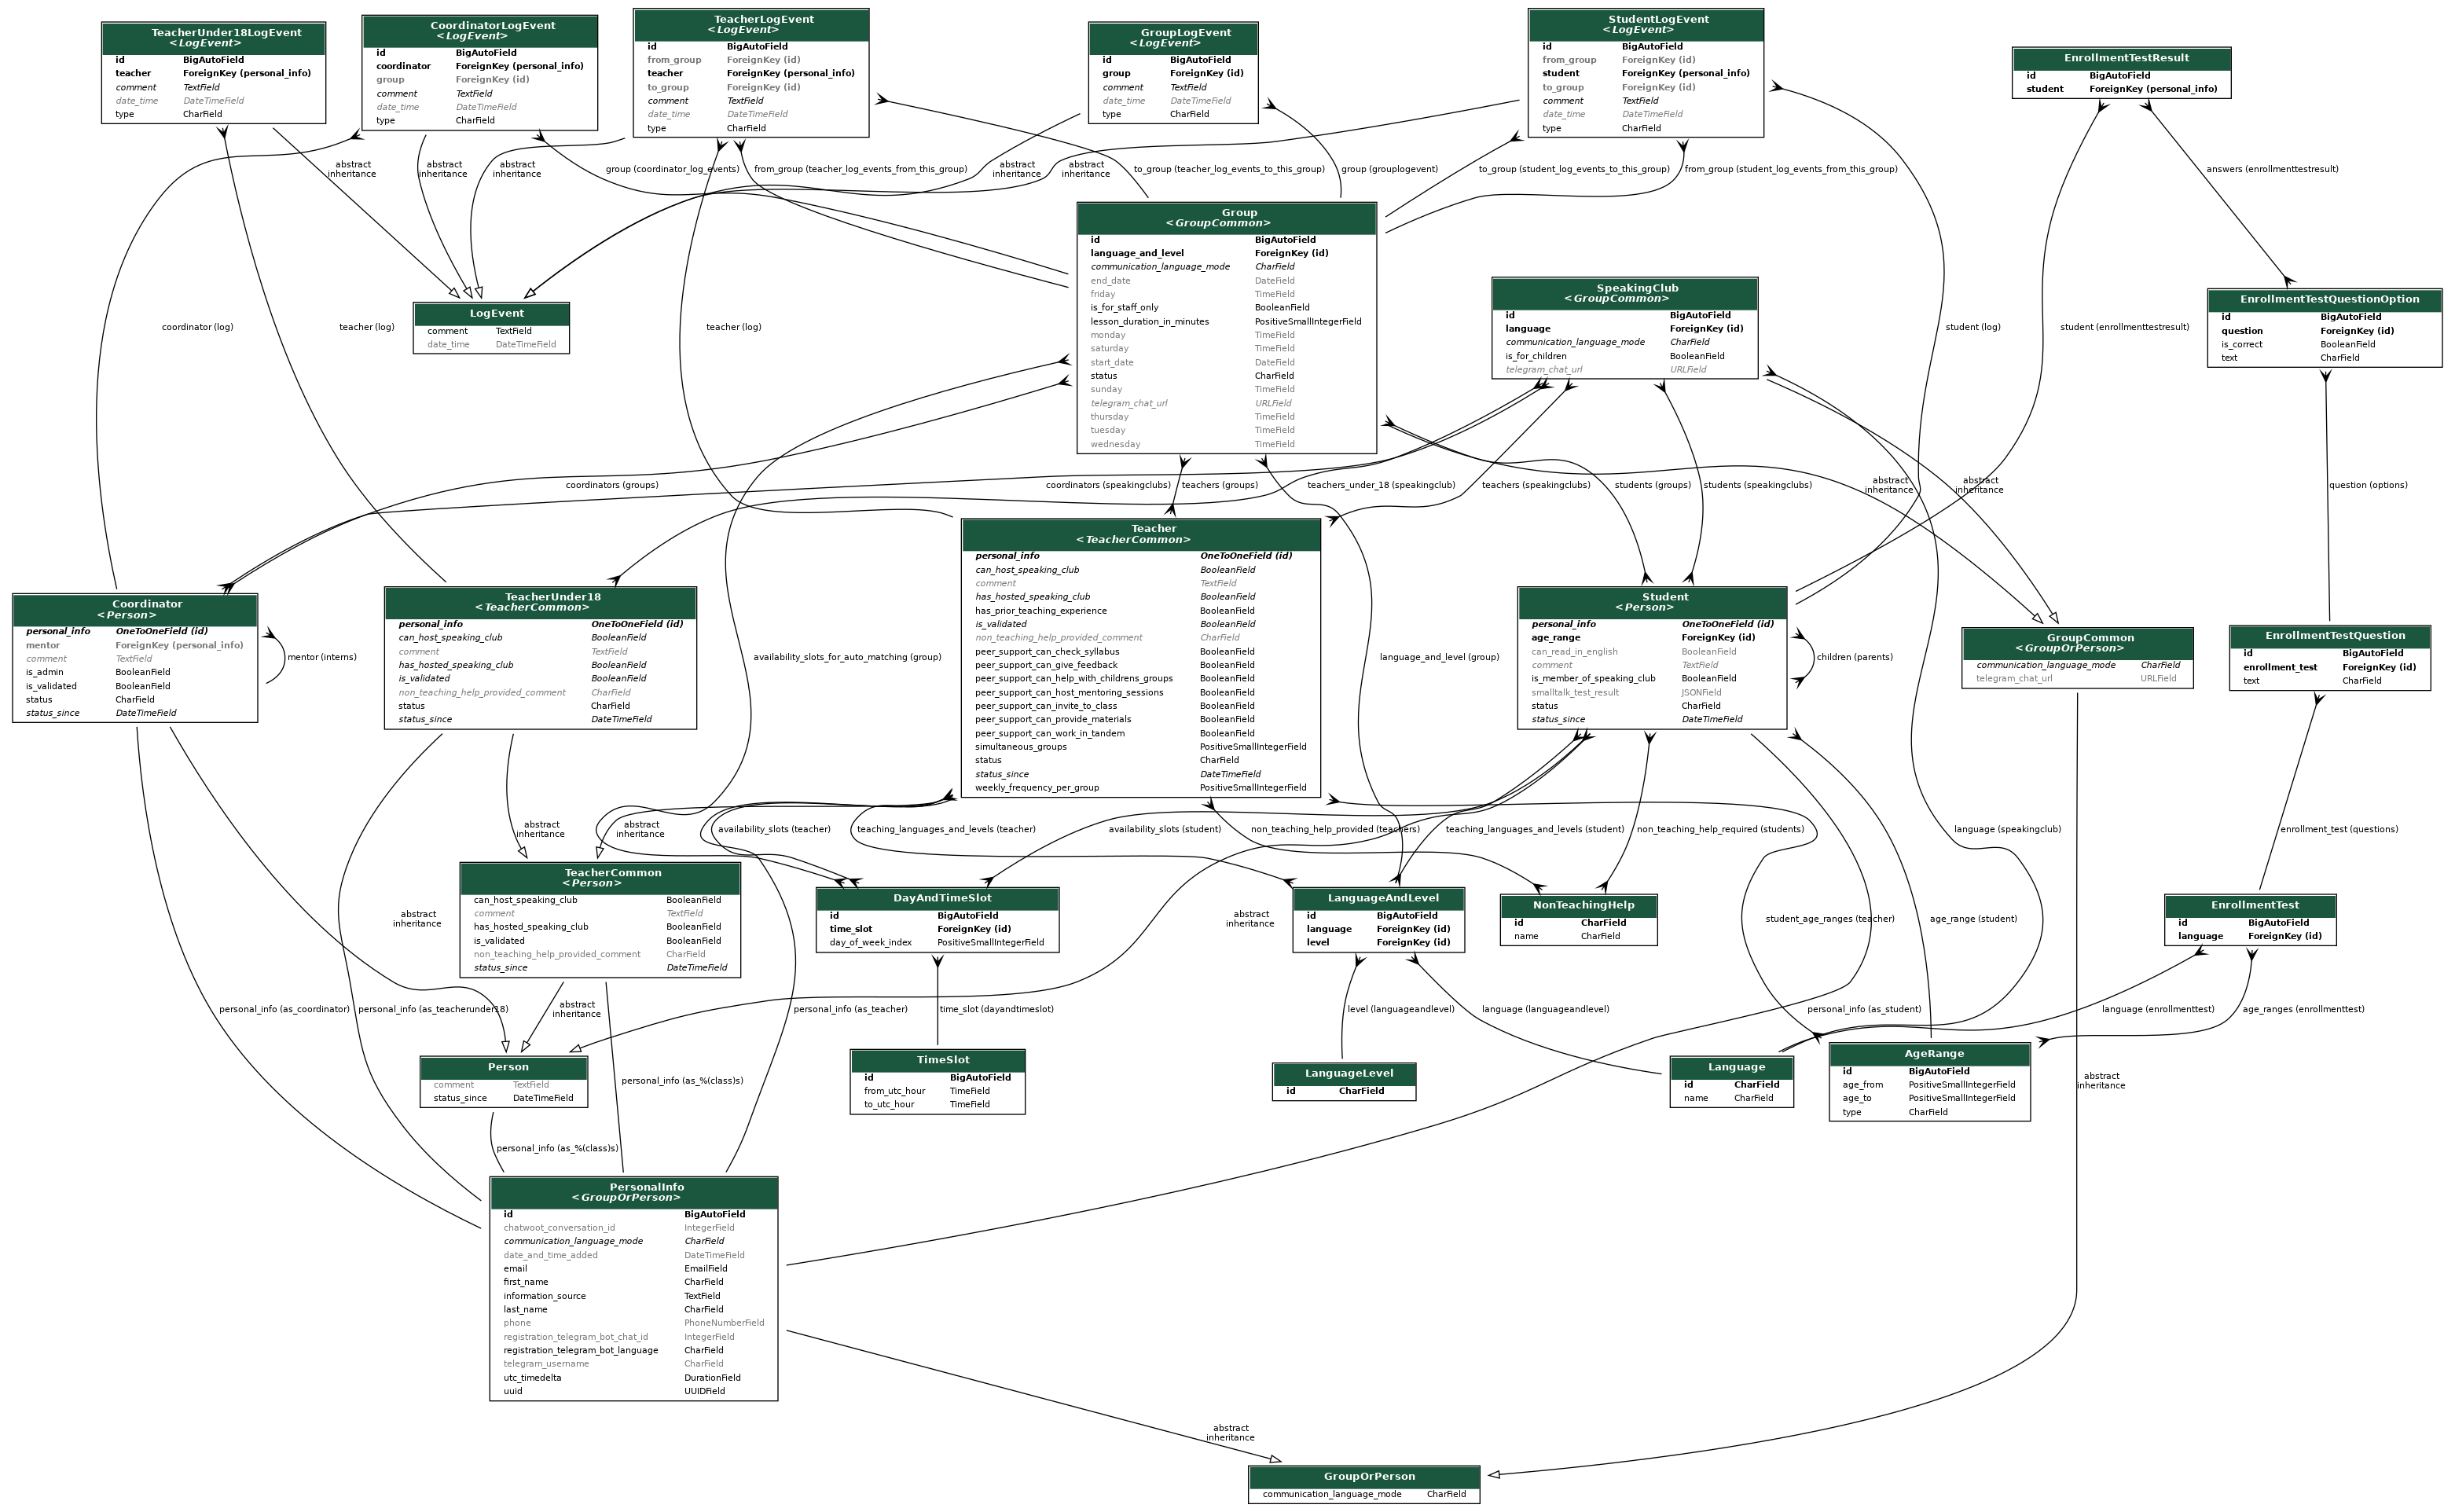 TeacherUnder18LogEvent
<LogEvent>
id BigAutoField
teacher ForeignKey (personal_info)
comment TextField
date_time DateTimeField
type CharField
CoordinatorLogEvent
<LogEvent>
id BigAutoField
coordinator ForeignKey (personal_info)
group ForeignKey (id)
comment TextField
date_time DateTimeField
type CharField
TeacherLogEvent
<LogEvent>
id BigAutoField
from_group ForeignKey (id)
teacher ForeignKey (personal_info)
to_group ForeignKey (id)
comment TextField
date_time DateTimeField
type CharField
GroupLogEvent
<LogEvent>
id BigAutoField
group ForeignKey (id)
comment TextField
date_time DateTimeField
type CharField
StudentLogEvent
<LogEvent>
id BigAutoField
from_group ForeignKey (id)
student ForeignKey (personal_info)
to_group ForeignKey (id)
comment TextField
date_time DateTimeField
type CharField
EnrollmentTestResult
id BigAutoField
student ForeignKey (personal_info)
abstract
inheritance
abstract
inheritance
abstract
inheritance
group (coordinator_log_events)
from_group (teacher_log_events_from_this_group)
abstract
inheritance
abstract
inheritance
to_group (teacher_log_events_to_this_group)
group (grouplogevent)
to_group (student_log_events_to_this_group)
from_group (student_log_events_from_this_group)
answers (enrollmenttestresult)
Group
<GroupCommon>
id BigAutoField
language_and_level ForeignKey (id)
communication_language_mode CharField
end_date DateField
friday TimeField
is_for_staff_only BooleanField
lesson_duration_in_minutes PositiveSmallIntegerField
monday TimeField
saturday TimeField
start_date DateField
status CharField
sunday TimeField
telegram_chat_url URLField
thursday TimeField
tuesday TimeField
wednesday TimeField
SpeakingClub
<GroupCommon>
id BigAutoField
language ForeignKey (id)
communication_language_mode CharField
is_for_children BooleanField
telegram_chat_url URLField
EnrollmentTestQuestionOption
id BigAutoField
question ForeignKey (id)
is_correct BooleanField
text CharField
LogEvent
comment TextField
date_time DateTimeField
coordinator (log)
teacher (log)
teacher (log)
student (log)
student (enrollmenttestresult)
coordinators (groups)
coordinators (speakingclubs)
teachers (groups)
teachers_under_18 (speakingclub)
teachers (speakingclubs)
students (groups)
students (speakingclubs)
abstract
inheritance
abstract
inheritance
question (options)
Teacher
<TeacherCommon>
personal_info OneToOneField (id)
can_host_speaking_club BooleanField
comment TextField
has_hosted_speaking_club BooleanField
has_prior_teaching_experience BooleanField
is_validated BooleanField
non_teaching_help_provided_comment CharField
peer_support_can_check_syllabus BooleanField
peer_support_can_give_feedback BooleanField
peer_support_can_help_with_childrens_groups BooleanField
peer_support_can_host_mentoring_sessions BooleanField
peer_support_can_invite_to_class BooleanField
peer_support_can_provide_materials BooleanField
peer_support_can_work_in_tandem BooleanField
simultaneous_groups PositiveSmallIntegerField
status CharField
status_since DateTimeField
weekly_frequency_per_group PositiveSmallIntegerField
Coordinator
<Person>
personal_info OneToOneField (id)
mentor ForeignKey (personal_info)
comment TextField
is_admin BooleanField
is_validated BooleanField
status CharField
status_since DateTimeField
mentor (interns)
TeacherUnder18
<TeacherCommon>
personal_info OneToOneField (id)
can_host_speaking_club BooleanField
comment TextField
has_hosted_speaking_club BooleanField
is_validated BooleanField
non_teaching_help_provided_comment CharField
status CharField
status_since DateTimeField
availability_slots_for_auto_matching (group)
language_and_level (group)
Student
<Person>
personal_info OneToOneField (id)
age_range ForeignKey (id)
can_read_in_english BooleanField
comment TextField
is_member_of_speaking_club BooleanField
smalltalk_test_result JSONField
status CharField
status_since DateTimeField
children (parents)
GroupCommon
<GroupOrPerson>
communication_language_mode CharField
telegram_chat_url URLField
EnrollmentTestQuestion
id BigAutoField
enrollment_test ForeignKey (id)
text CharField
abstract
inheritance
abstract
inheritance
availability_slots (teacher)
teaching_languages_and_levels (teacher)
availability_slots (student)
non_teaching_help_provided (teachers)
teaching_languages_and_levels (student)
non_teaching_help_required (students)
language (speakingclub)
enrollment_test (questions)
TeacherCommon
<Person>
can_host_speaking_club BooleanField
comment TextField
has_hosted_speaking_club BooleanField
is_validated BooleanField
non_teaching_help_provided_comment CharField
status_since DateTimeField
DayAndTimeSlot
id BigAutoField
time_slot ForeignKey (id)
day_of_week_index PositiveSmallIntegerField
LanguageAndLevel
id BigAutoField
language ForeignKey (id)
level ForeignKey (id)
NonTeachingHelp
id CharField
name CharField
EnrollmentTest
id BigAutoField
language ForeignKey (id)
abstract
inheritance
abstract
inheritance
student_age_ranges (teacher)
age_range (student)
personal_info (as_coordinator)
personal_info (as_teacherunder18)
abstract
inheritance
personal_info (as_teacher)
time_slot (dayandtimeslot)
level (languageandlevel)
language (languageandlevel)
personal_info (as_student)
language (enrollmenttest)
age_ranges (enrollmenttest)
Person
comment TextField
status_since DateTimeField
personal_info (as_%(class)s)
TimeSlot
id BigAutoField
from_utc_hour TimeField
to_utc_hour TimeField
LanguageLevel
id CharField
Language
id CharField
name CharField
AgeRange
id BigAutoField
age_from PositiveSmallIntegerField
age_to PositiveSmallIntegerField
type CharField
abstract
inheritance
personal_info (as_%(class)s)
PersonalInfo
<GroupOrPerson>
id BigAutoField
chatwoot_conversation_id IntegerField
communication_language_mode CharField
date_and_time_added DateTimeField
email EmailField
first_name CharField
information_source TextField
last_name CharField
phone PhoneNumberField
registration_telegram_bot_chat_id IntegerField
registration_telegram_bot_language CharField
telegram_username CharField
utc_timedelta DurationField
uuid UUIDField
abstract
inheritance
GroupOrPerson
communication_language_mode CharField